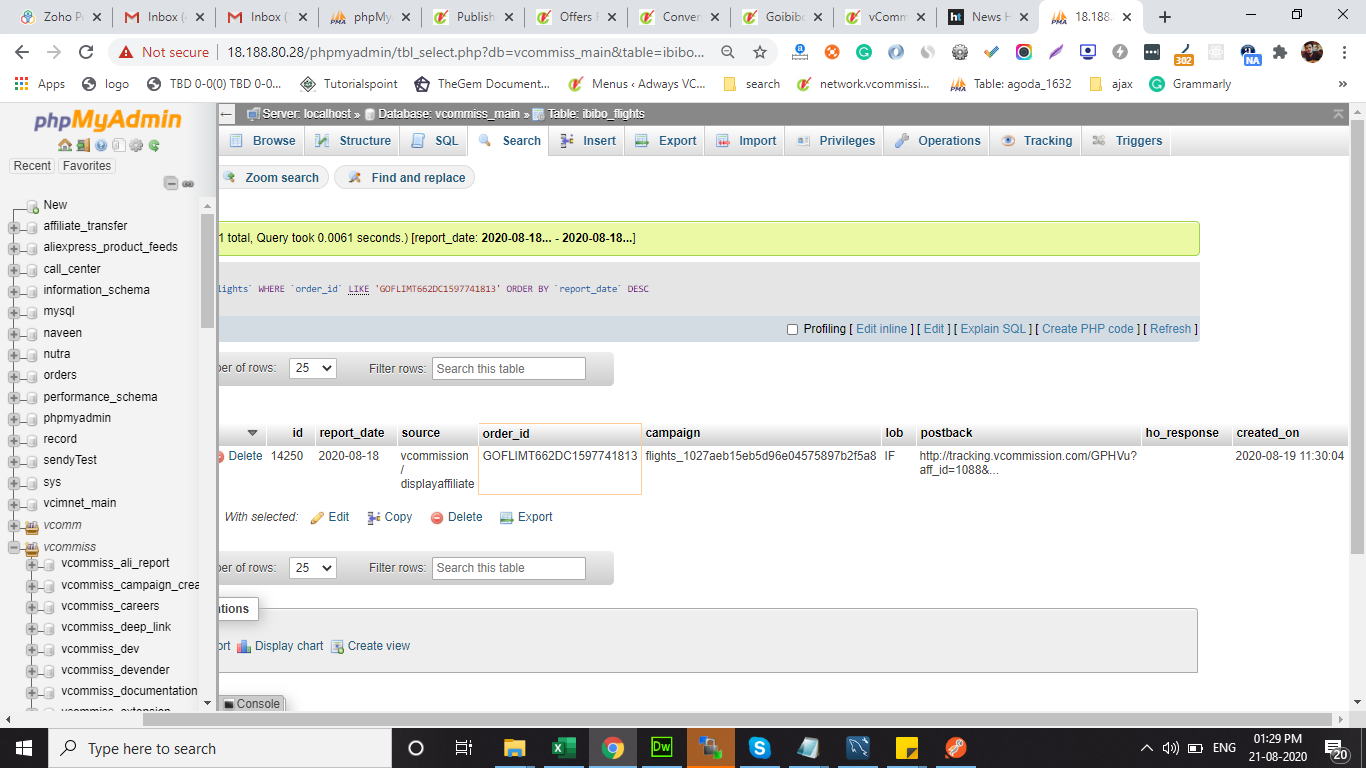 Zoho P
Inbox (
Inbox (
phpMy
Publish
Offers
Conver
Goibibo
vComm
News H
18.188.
Not secure
18.188.80.28/phpmyadmin/tbl_select.php?db=vcommiss_main&table=ibibo...
302
NA
Apps
logo
TBD 0-0(0) TBD 0-0...
Tutorialspoint
TheGem Document...
Menus ‹ Adways VC...
search
network.vcommissi...
Table: agoda_1632
ajax
Grammarly
»
phpMyAdmin
Recent
Favorites
New
affiliate_transfer
aliexpress_product_feeds
call_center
information_schema
mysql
naveen
nutra
orders
performance_schema
phpmyadmin
record
sendyTest
sys
vcimnet_main
vcomm
vcommiss
vcommiss_ali_report
vcommiss_campaign_crea
vcommiss_careers
vcommiss_deep_link
vcommiss_dev
vcommiss_devender
vcommiss_documentation
vcommiss_extension
Server: localhost » Database: vcommiss_main » Table: ibibo_flights
Browse
Structure
SQL
Search
Insert
Export
Import
Privileges
Operations
Tracking
Triggers
Zoom search
Find and replace
1 total, Query took 0.0061 seconds.) [report_date: 2020-08-18... - 2020-08-18...]
lights` WHERE `order_id` LIKE 'GOFLIMT662DC1597741813' ORDER BY `report_date` DESC
Profiling [ Edit inline ] [ Edit ] [ Explain SQL ] [ Create PHP code ] [ Refresh ]
ber of rows:
25
Filter rows:
Search this table
id
report_date
source
order_id
campaign
lob
postback
ho_response
created_on
Delete
14250
2020-08-18
vcommission
/
displayaffiliate
GOFLIMT662DC1597741813
flights_1027aeb15eb5d96e04575897b2f5a8
IF
http://tracking.vcommission.com/GPHVu?
aff_id=1088&...
2020-08-19 11:30:04
With selected:
Edit
Copy
Delete
Export
ber of rows:
25
Filter rows:
Search this table
ations
ort
Display chart
Create view
Console
Type here to search
Dw
ENG
01:29 PM
21-08-2020
20